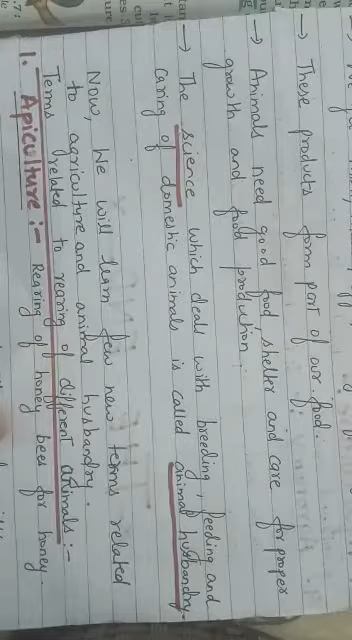 → These products form part of our food.
→ Animals need good food, shelter and care for proper
growth and food production.
→ The science which deals with breeding, feeding and
caring of domestic animals is called animal husbandry.
Now, We will learn few new terms related
to agriculture and animal husbandry.
Terms related to rearing of different animals :-
1. Apiculture :- Rearing of honey bees for honey